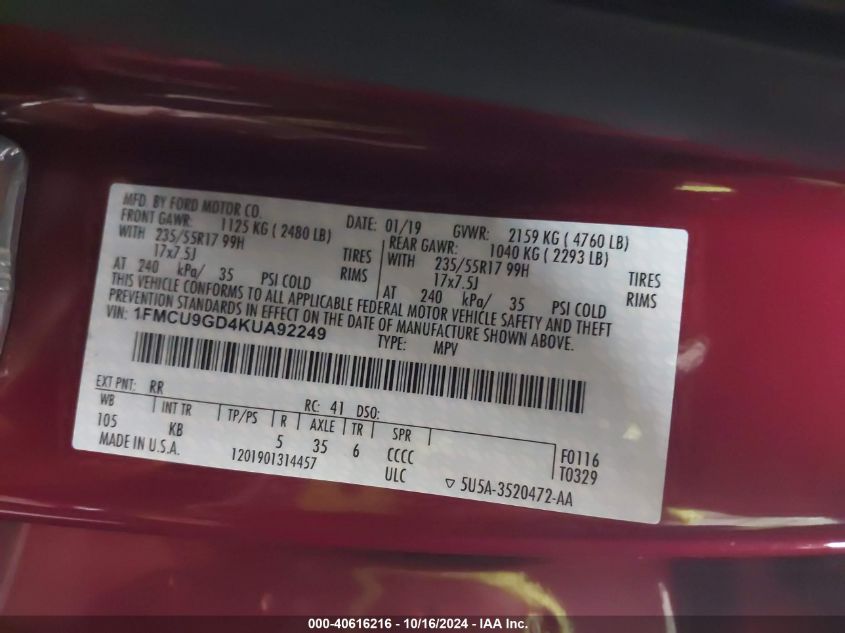 MFD. BY FORD MOTOR CO. DATE: 01/19 GVWR: 2159 KG ( 4760 LB)
FRONT GAWR: 1125 KG ( 2480 LB) REAR GAWR: 1040 KG ( 2293 LB)
WITH 235/55R17 99H TIRES WITH 235/55R17 99H TIRES
17x7.5J RIMS 17x7.5J RIMS
AT 240 kPa/ 35 PSI COLD AT 240 kPa/ 35 PSI COLD
THIS VEHICLE CONFORMS TO ALL APPLICABLE FEDERAL MOTOR VEHICLE SAFETY AND THEFT
PREVENTION STANDARDS IN EFFECT ON THE DATE OF MANUFACTURE SHOWN ABOVE.
VIN: 1FMCU9GD4KUA92249 TYPE: MPV
EXT PNT: RR RC: 41 DSO:
WB INT TR TP/PS R AXLE TR SPR F0116
105 KB 5 35 6 CCCC T0329
MADE IN U.S.A. 1201901314457 ULC ▽ 5U5A-3520472-AA
000-40616216 - 10/16/2024 - IAA Inc.